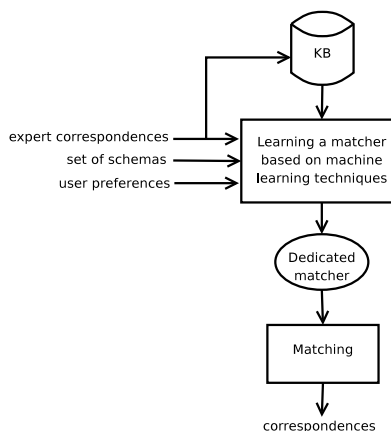 KB
expert correspondences
set of schemas
user preferences
Learning a matcher
based on machine
learning techniques
Dedicated
matcher
Matching
correspondences